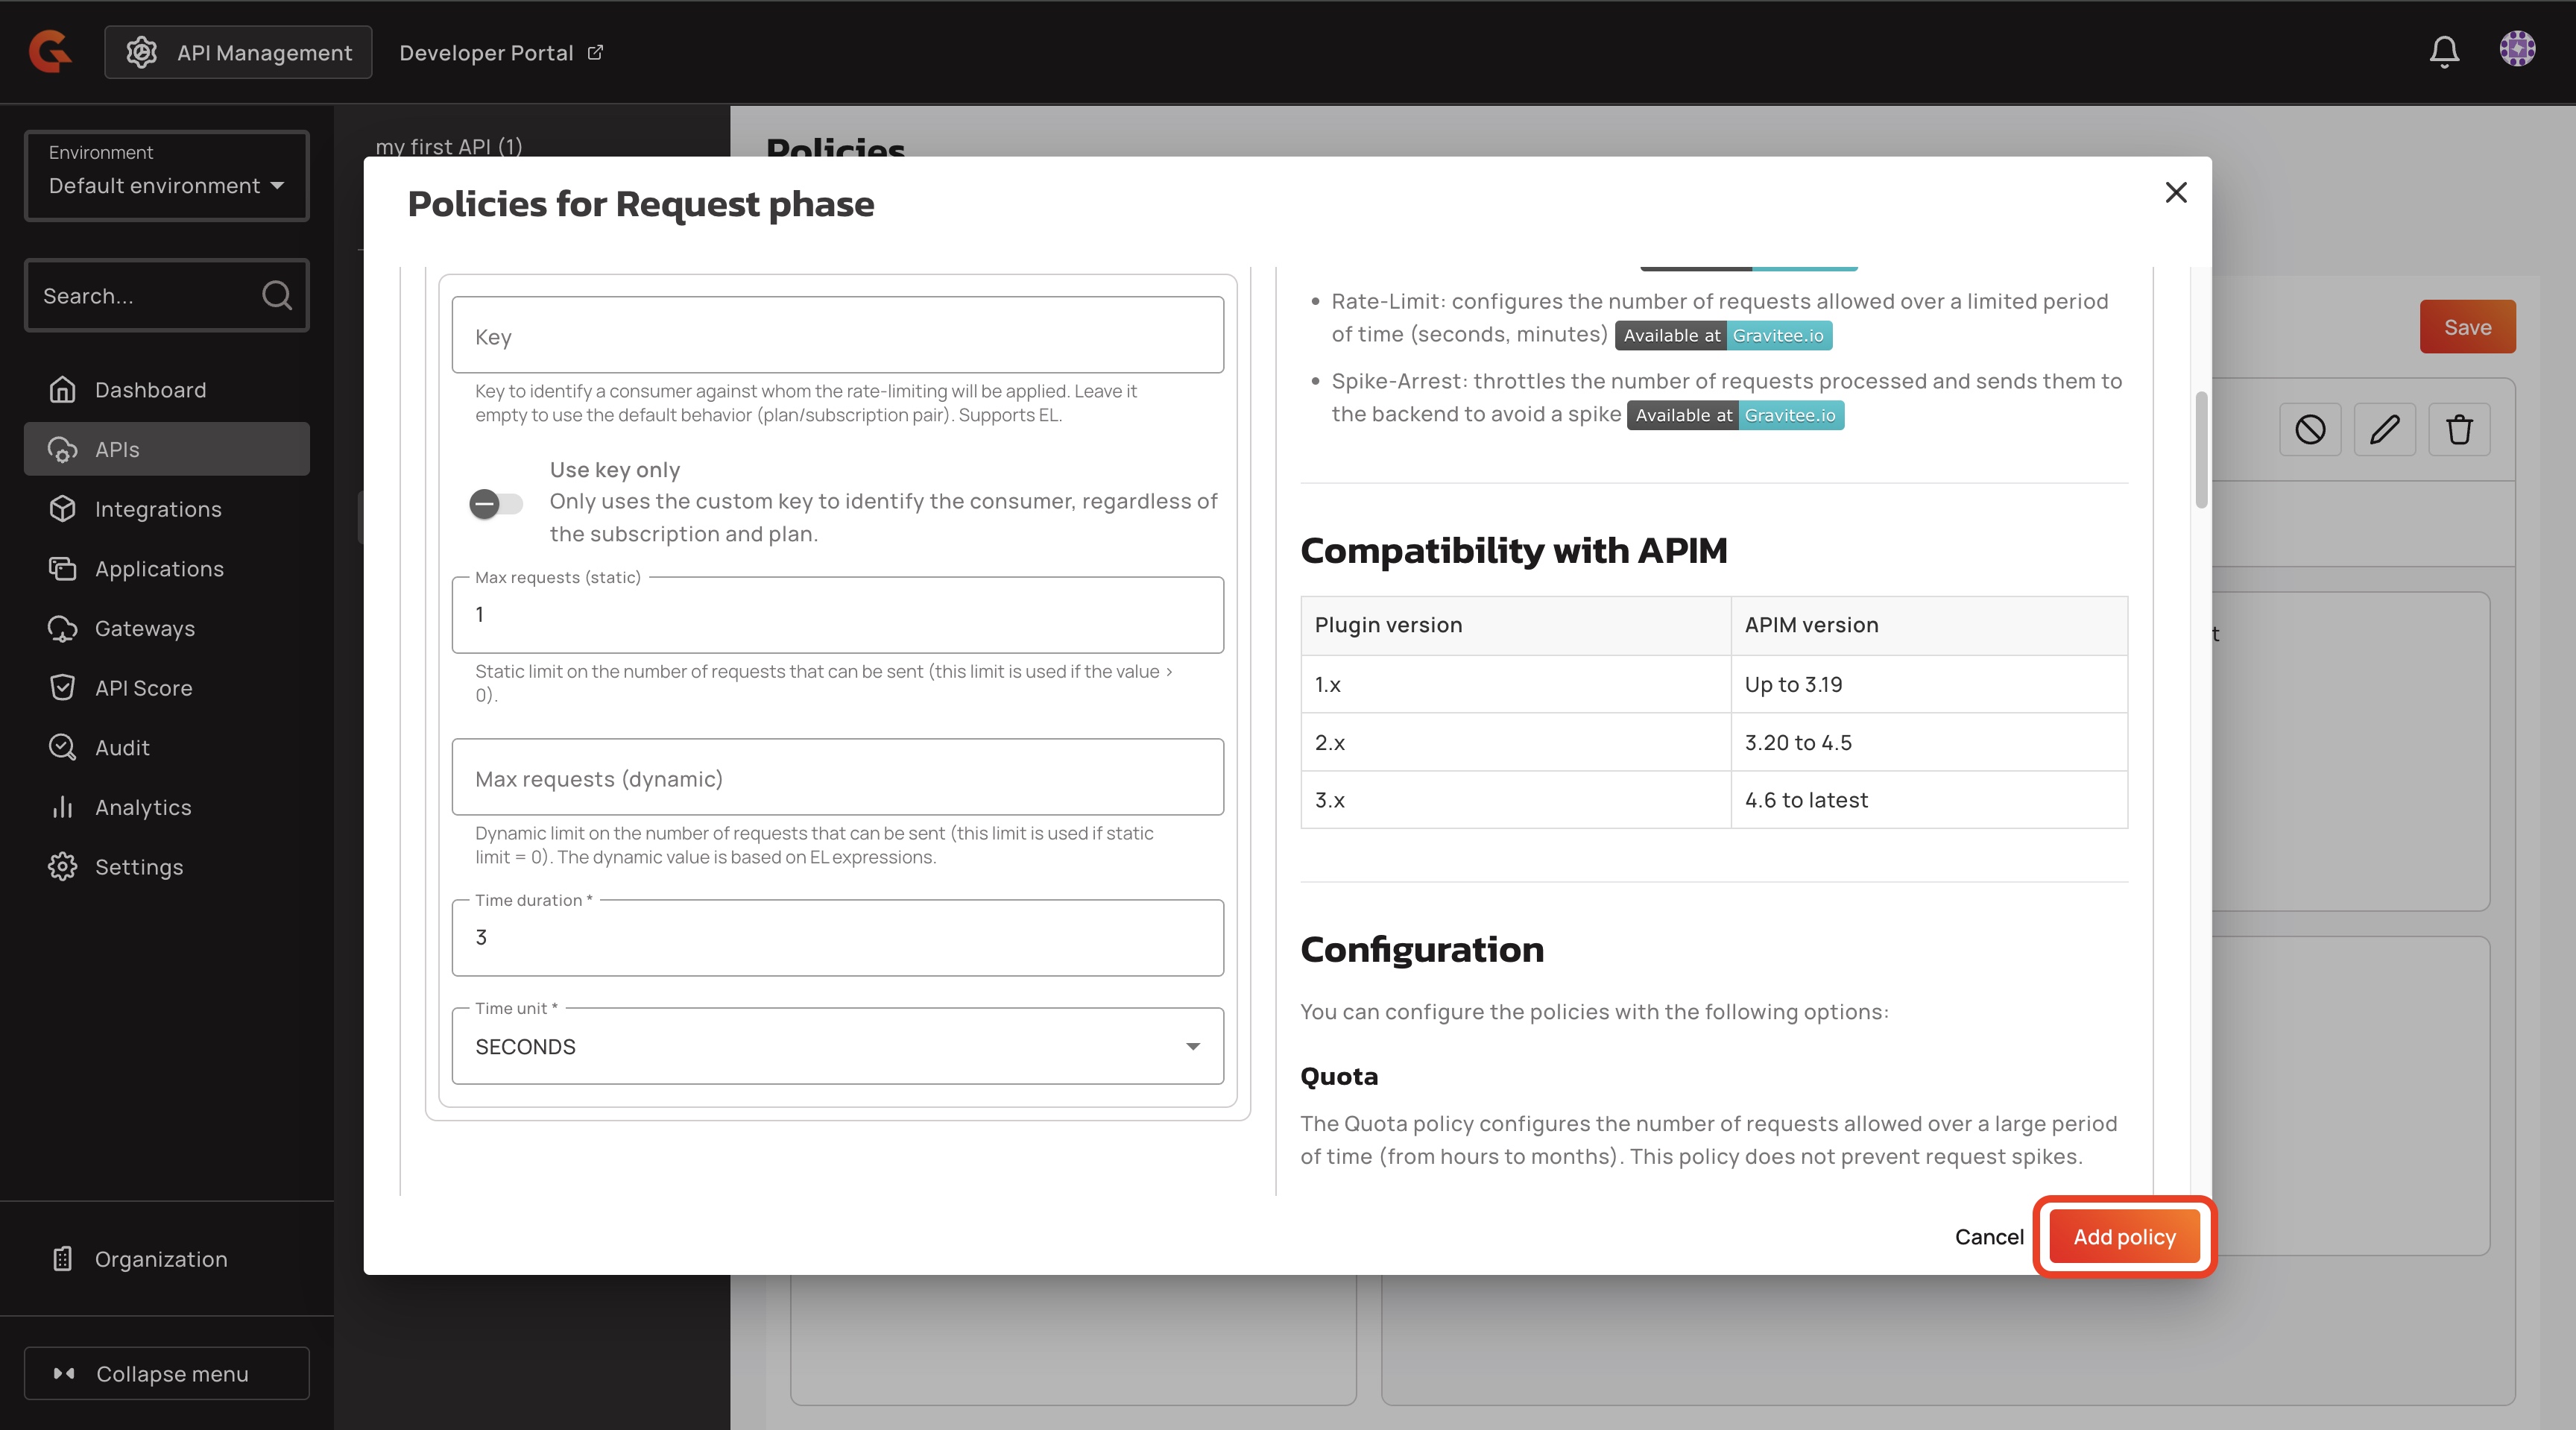 API Management
Developer Portal
Environment
Default environment
Search...
Dashboard
APIs
Integrations
Applications
Gateways
API Score
Audit
Analytics
Settings
Organization
Collapse menu
my first API (1)
Policies
Save
Policies for Request phase
Key
Key to identify a consumer against whom the rate-limiting will be applied. Leave it
empty to use the default behavior (plan/subscription pair). Supports EL.
Use key only
Only uses the custom key to identify the consumer, regardless of
the subscription and plan.
Max requests (static)
1
Static limit on the number of requests that can be sent (this limit is used if the value >
0).
Max requests (dynamic)
Dynamic limit on the number of requests that can be sent (this limit is used if static
limit = 0). The dynamic value is based on EL expressions.
Time duration *
3
Time unit *
SECONDS
• Rate-Limit: configures the number of requests allowed over a limited period
of time (seconds, minutes) Available at Gravitee.io
• Spike-Arrest: throttles the number of requests processed and sends them to
the backend to avoid a spike Available at Gravitee.io
Compatibility with APIM
Plugin version APIM version
1.x Up to 3.19
2.x 3.20 to 4.5
3.x 4.6 to latest
Configuration
You can configure the policies with the following options:
Quota
The Quota policy configures the number of requests allowed over a large period
of time (from hours to months). This policy does not prevent request spikes.
Cancel
Add policy